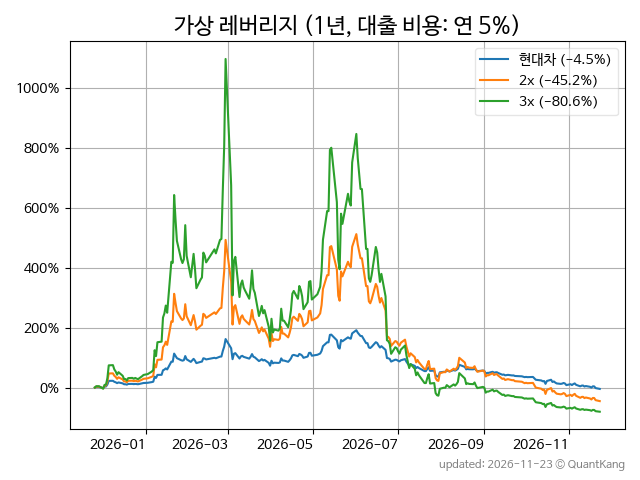 가상 레버리지 (1년, 대출 비용: 연 5%)
현대차 (-4.5%)
2x (-45.2%)
3x (-80.6%)
1000%
800%
600%
400%
200%
0%
2026-01 2026-03 2026-05 2026-07 2026-09 2026-11
updated: 2026-11-23 © QuantKang